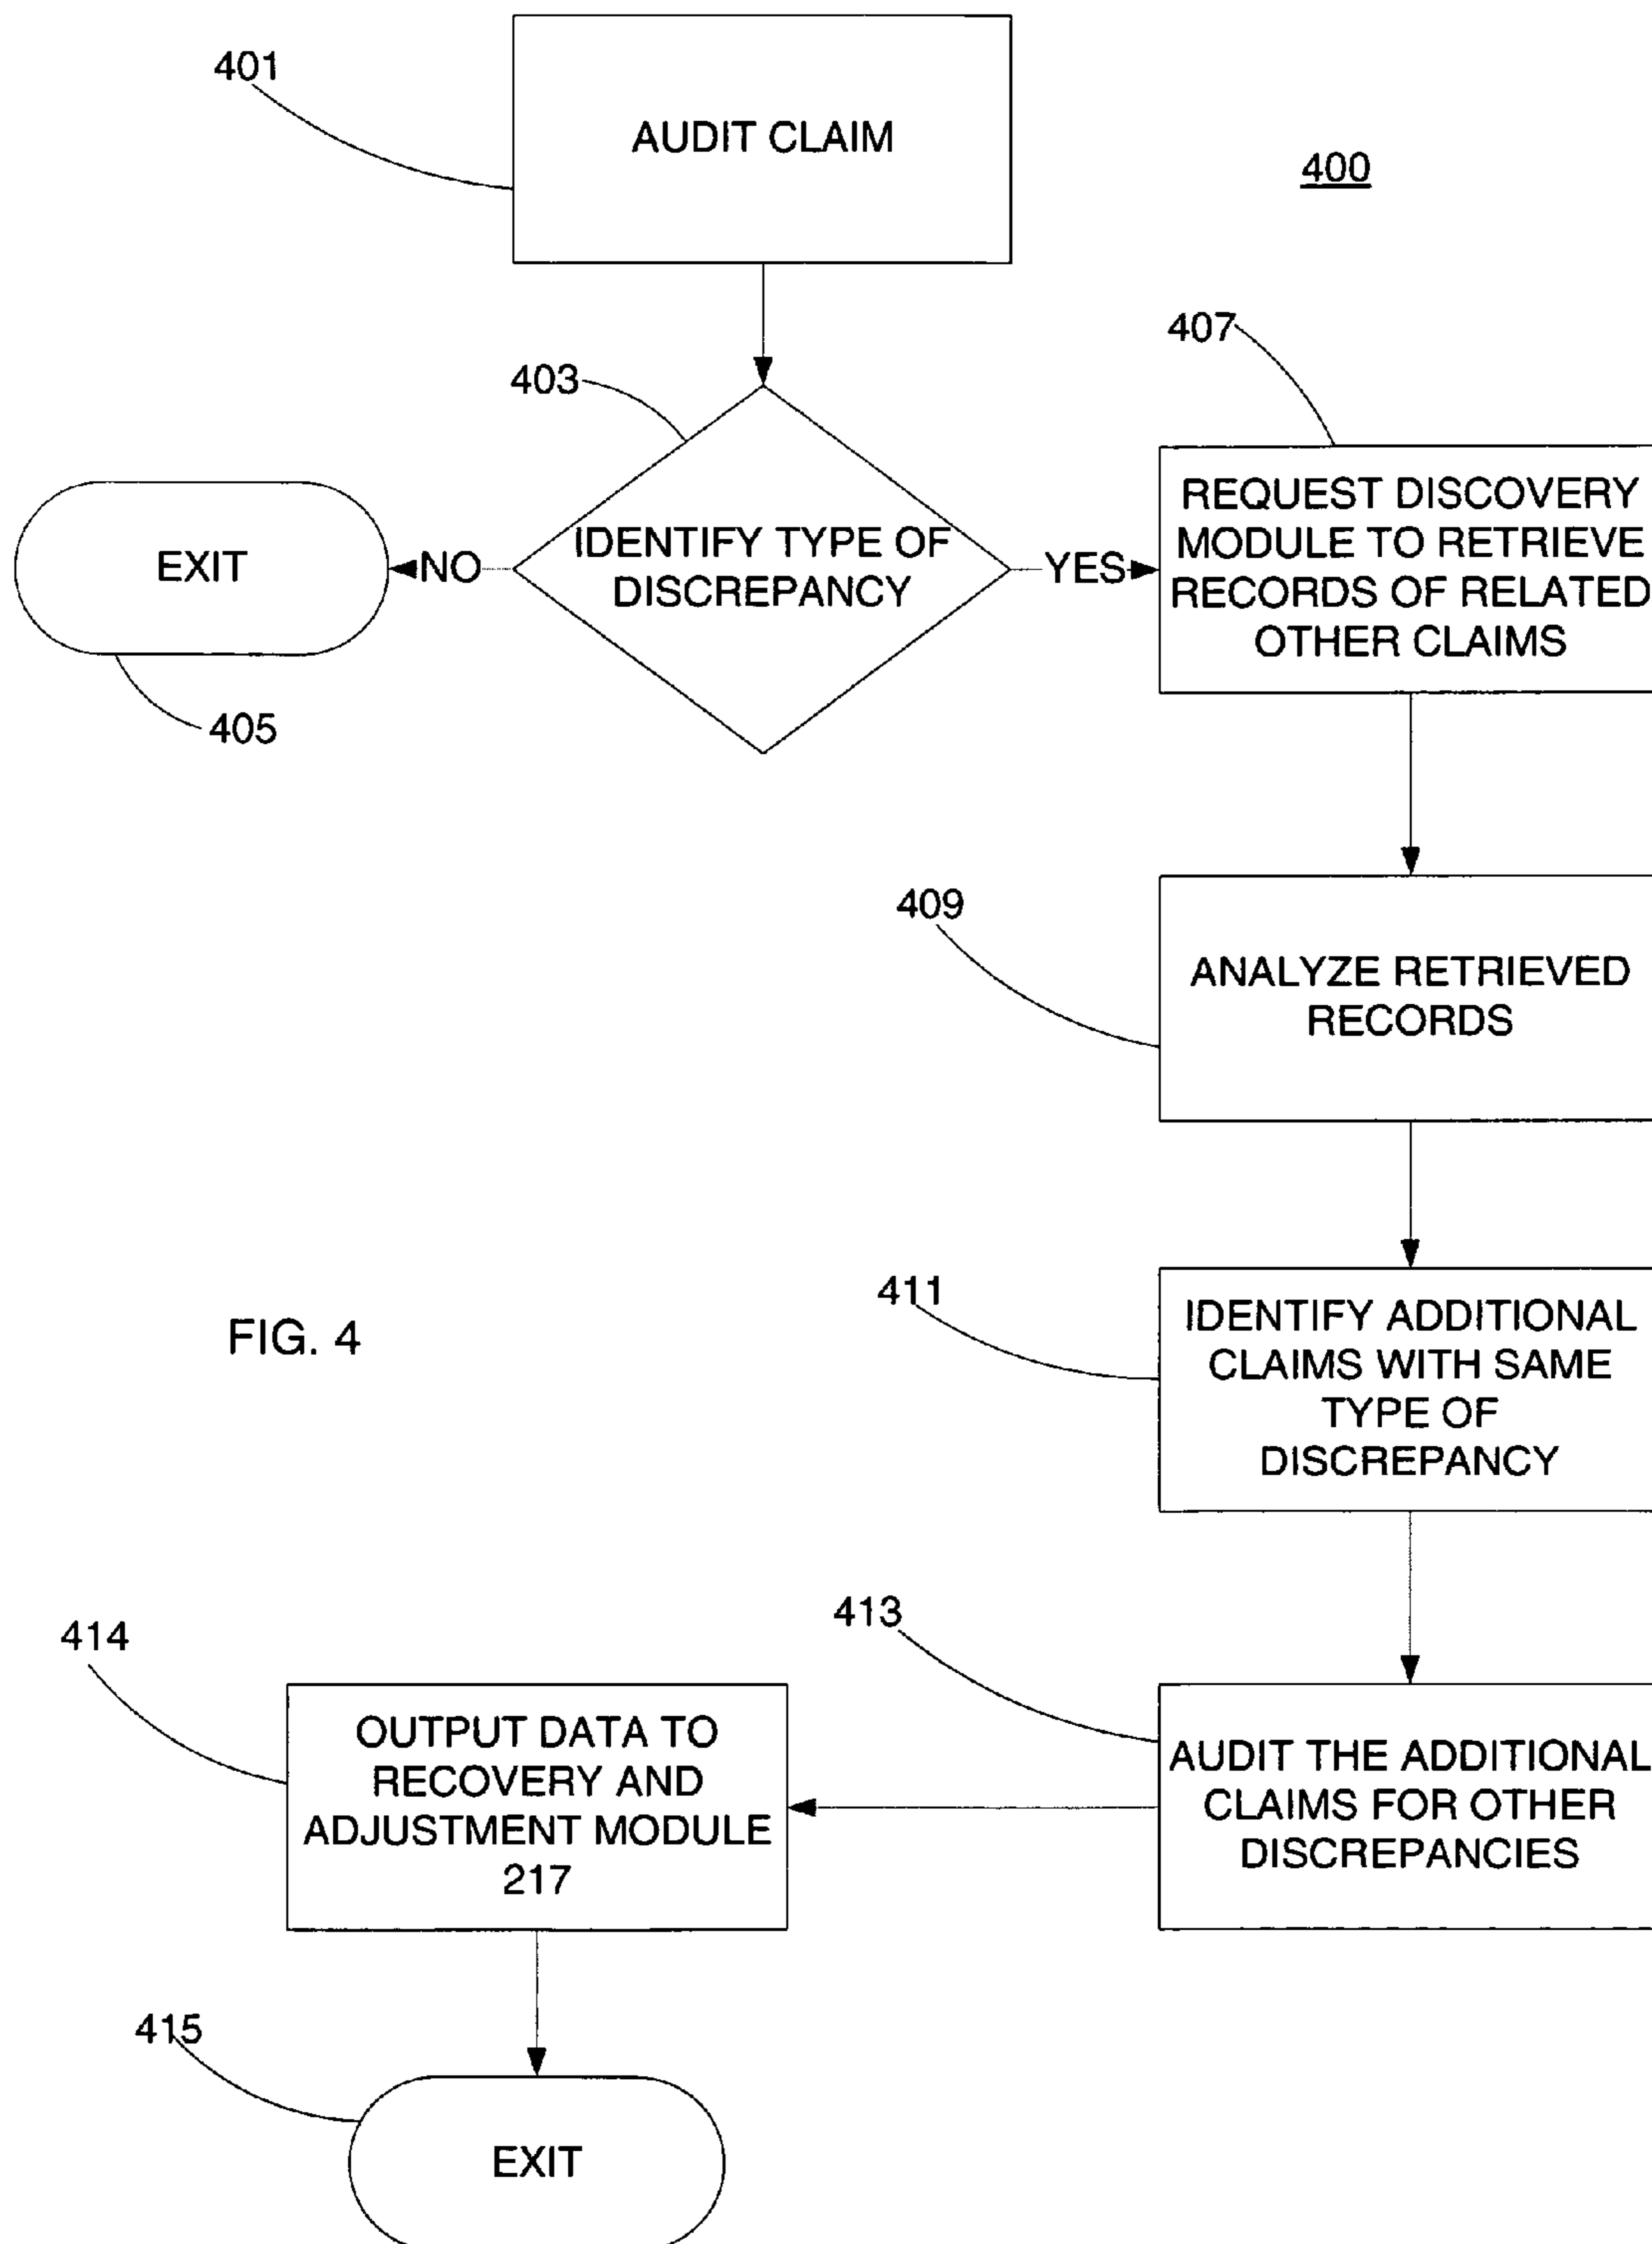 401
AUDIT CLAIM
400
407
403
REQUEST DISCOVERY
MODULE TO RETRIEVE
RECORDS OF RELATED
OTHER CLAIMS
EXIT
NO
IDENTIFY TYPE OF
DISCREPANCY
YES
405
409
ANALYZE RETRIEVED
RECORDS
411
IDENTIFY ADDITIONAL
CLAIMS WITH SAME
TYPE OF
DISCREPANCY
FIG. 4
413
414
OUTPUT DATA TO
RECOVERY AND
ADJUSTMENT MODULE
217
AUDIT THE ADDITIONAL
CLAIMS FOR OTHER
DISCREPANCIES
415
EXIT